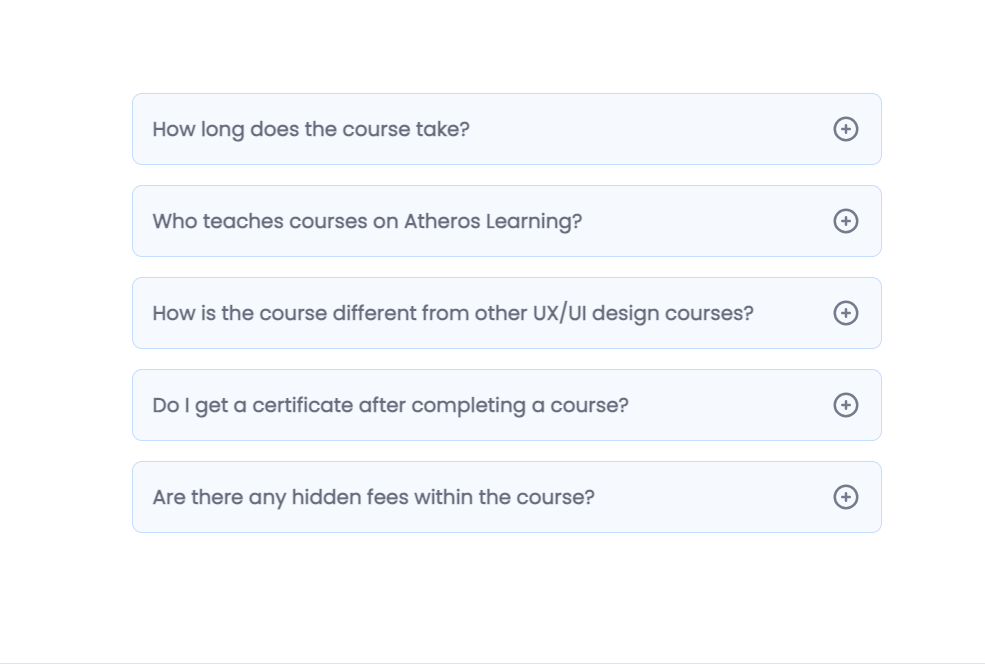 How long does the course take?
Who teaches courses on Atheros Learning?
How is the course different from other UX/UI design courses?
Do I get a certificate after completing a course?
Are there any hidden fees within the course?